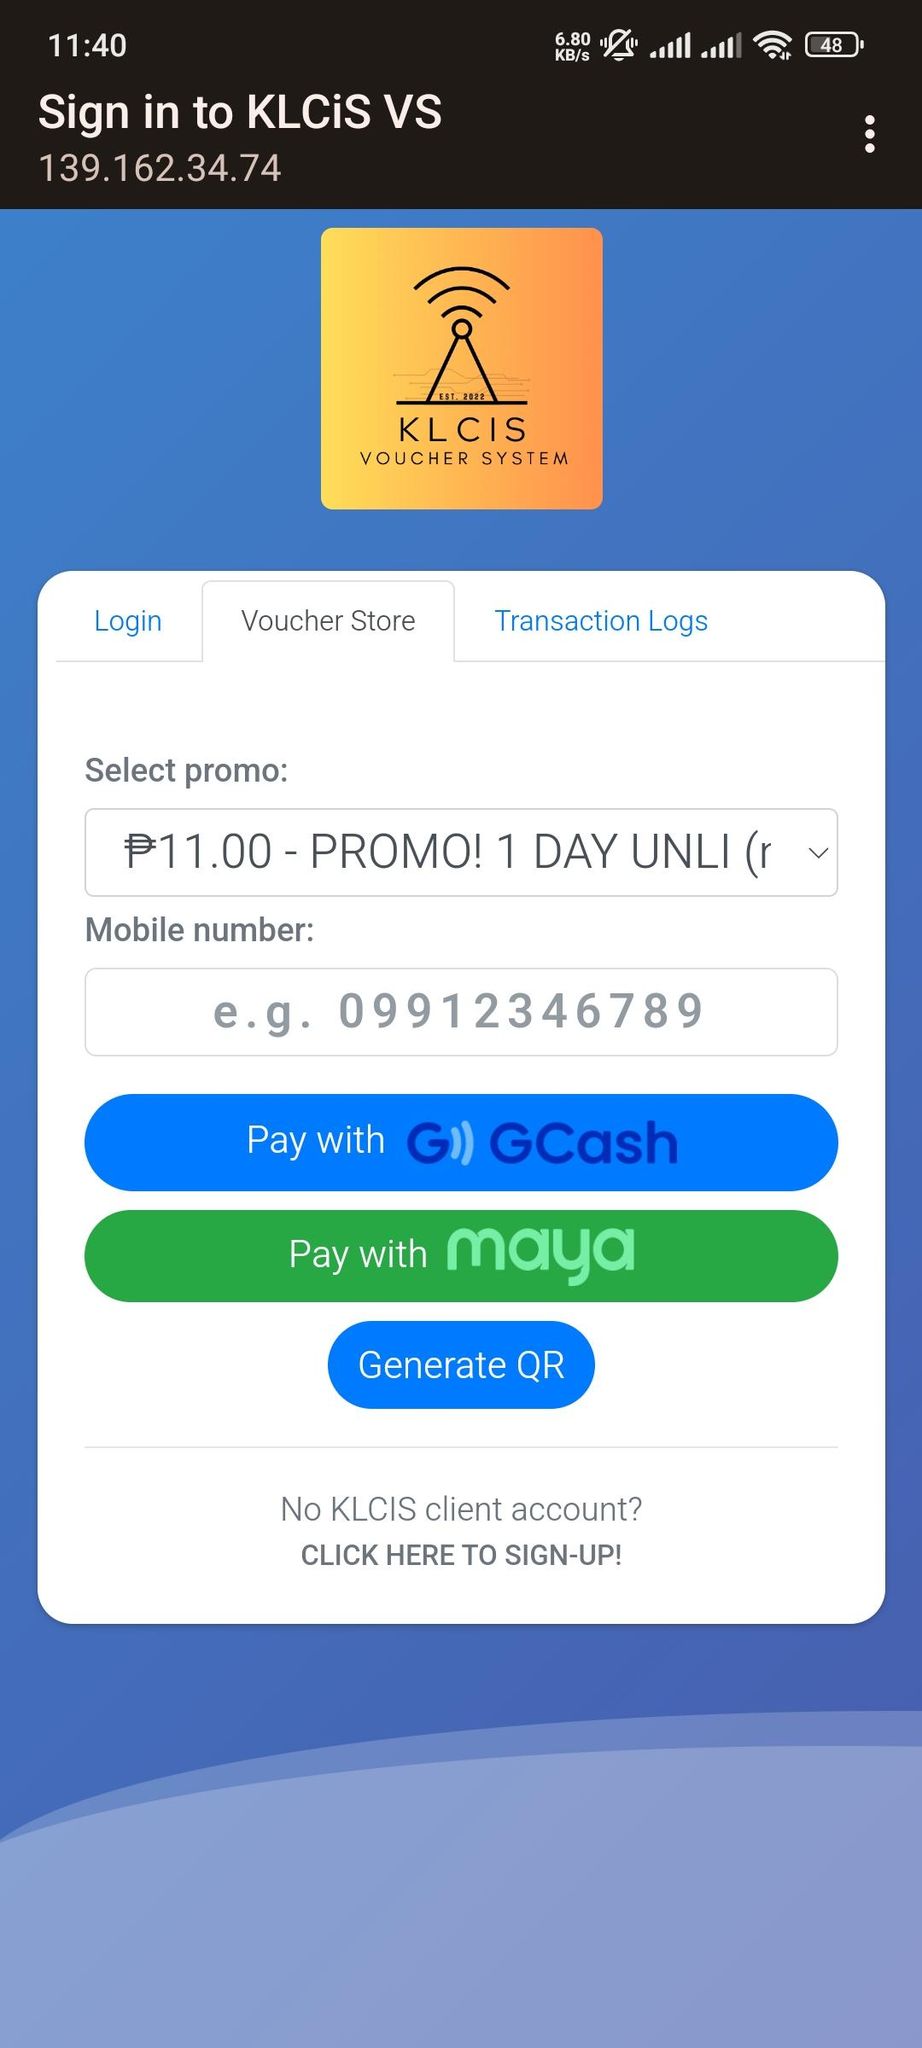 11:40
6.80
KB/s
48
Sign in to KLCiS VS
139.162.34.74
EST. 2022
KLCIS
VOUCHER SYSTEM
Login
Voucher Store
Transaction Logs
Select promo:
₱11.00 - PROMO! 1 DAY UNLI (r
Mobile number:
e.g. 09912346789
Pay with G GCash
Pay with maya
Generate QR
No KLCIS client account?
CLICK HERE TO SIGN-UP!